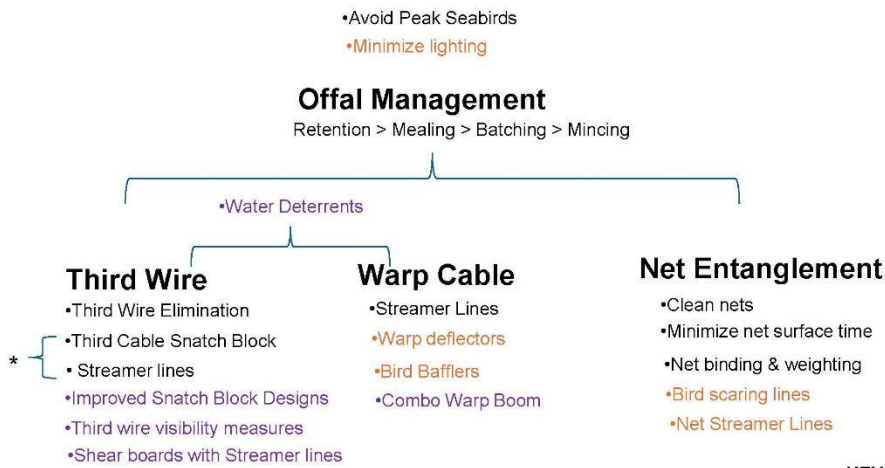 •Avoid Peak Seabirds
•Minimize lighting
Offal Management
Retention > Mealing > Batching > Mincing
•Water Deterrents
Third Wire
•Third Wire Elimination
*
•Third Cable Snatch Block
• Streamer lines
•Improved Snatch Block Designs
•Third wire visibility measures
•Shear boards with Streamer lines
Warp Cable
•Streamer Lines
•Warp deflectors
•Bird Bafflers
•Combo Warp Boom
Net Entanglement
•Clean nets
•Minimize net surface time
•Net binding & weighting
•Bird scaring lines
•Net Streamer Lines